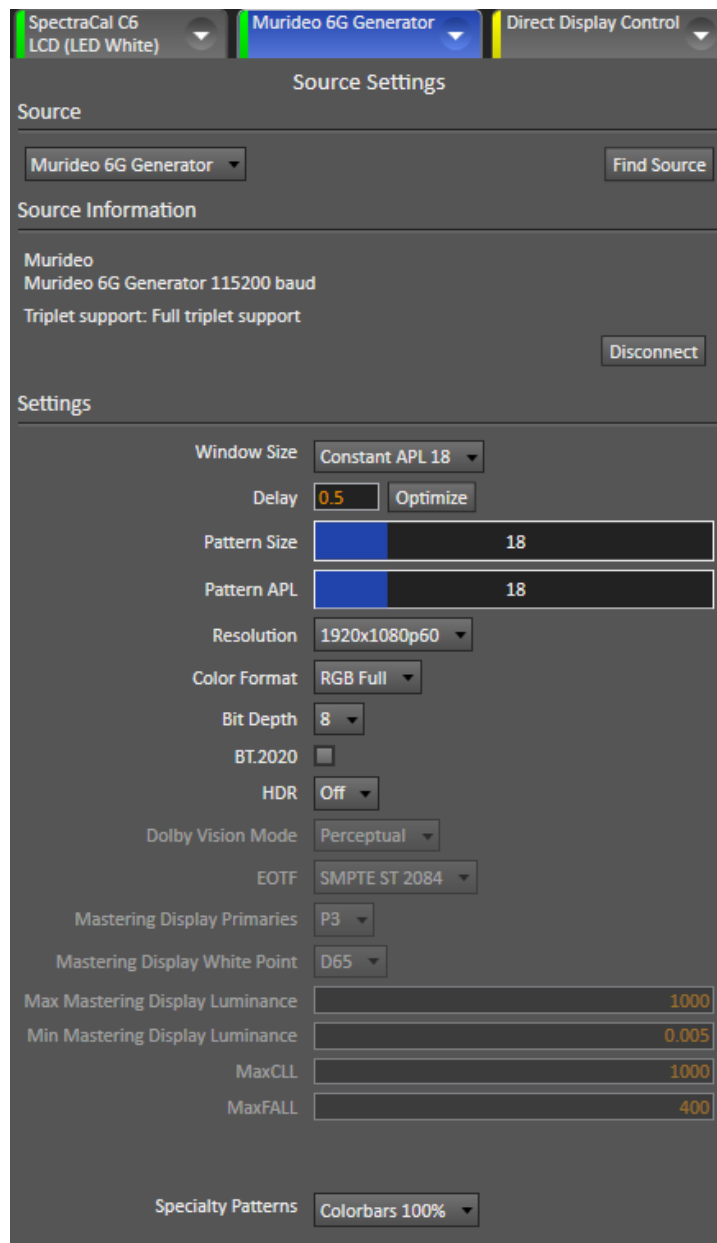 SpectraCal C6
LCD (LED White)
Murideo 6G Generator
Direct Display Control
Source Settings
Source
Murideo 6G Generator
Find Source
Source Information
Murideo
Murideo 6G Generator 115200 baud
Triplet support: Full triplet support
Disconnect
Settings
Window Size Constant APL 18
Delay 0.5 Optimize
Pattern Size 18
Pattern APL 18
Resolution 1920x1080p60
Color Format RGB Full
Bit Depth 8
BT.2020
HDR Off
Dolby Vision Mode Perceptual
EOTF SMPTE ST 2084
Mastering Display Primaries P3
Mastering Display White Point D65
Max Mastering Display Luminance 1000
Min Mastering Display Luminance 0.005
MaxCLL 1000
MaxFALL 400
Specialty Patterns Colorbars 100%